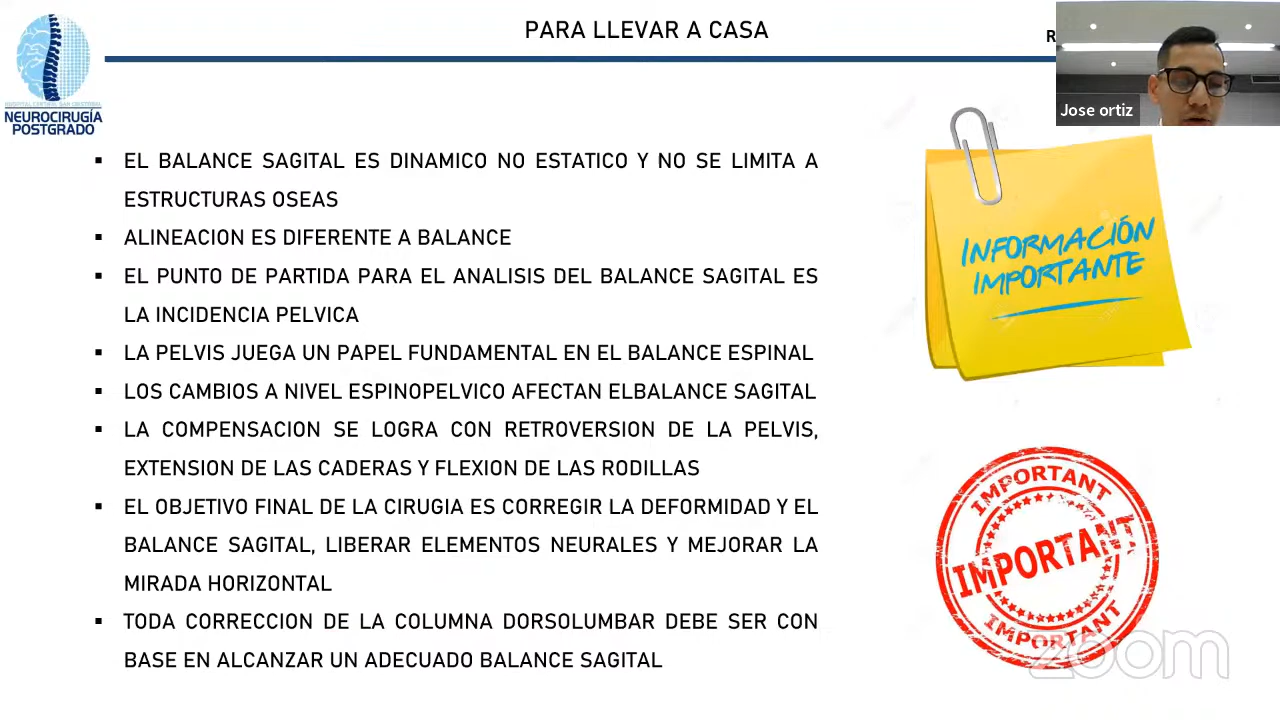 PARA LLEVAR A CASA
R
Jose ortiz
HOSPITAL CENTRAL SAN CRISTOBAL
NEUROCIRUGÍA
POSTGRADO
▪ EL BALANCE SAGITAL ES DINAMICO NO ESTATICO Y NO SE LIMITA A
ESTRUCTURAS OSEAS
▪ ALINEACION ES DIFERENTE A BALANCE
▪ EL PUNTO DE PARTIDA PARA EL ANALISIS DEL BALANCE SAGITAL ES
LA INCIDENCIA PELVICA
▪ LA PELVIS JUEGA UN PAPEL FUNDAMENTAL EN EL BALANCE ESPINAL
▪ LOS CAMBIOS A NIVEL ESPINOPELVICO AFECTAN ELBALANCE SAGITAL
▪ LA COMPENSACION SE LOGRA CON RETROVERSION DE LA PELVIS,
EXTENSION DE LAS CADERAS Y FLEXION DE LAS RODILLAS
▪ EL OBJETIVO FINAL DE LA CIRUGIA ES CORREGIR LA DEFORMIDAD Y EL
BALANCE SAGITAL, LIBERAR ELEMENTOS NEURALES Y MEJORAR LA
MIRADA HORIZONTAL
▪ TODA CORRECCION DE LA COLUMNA DORSOLUMBAR DEBE SER CON
BASE EN ALCANZAR UN ADECUADO BALANCE SAGITAL
INFORMACIÓN
IMPORTANTE
IMPORTANT
IMPORTANT
IMPORTANT
zoom